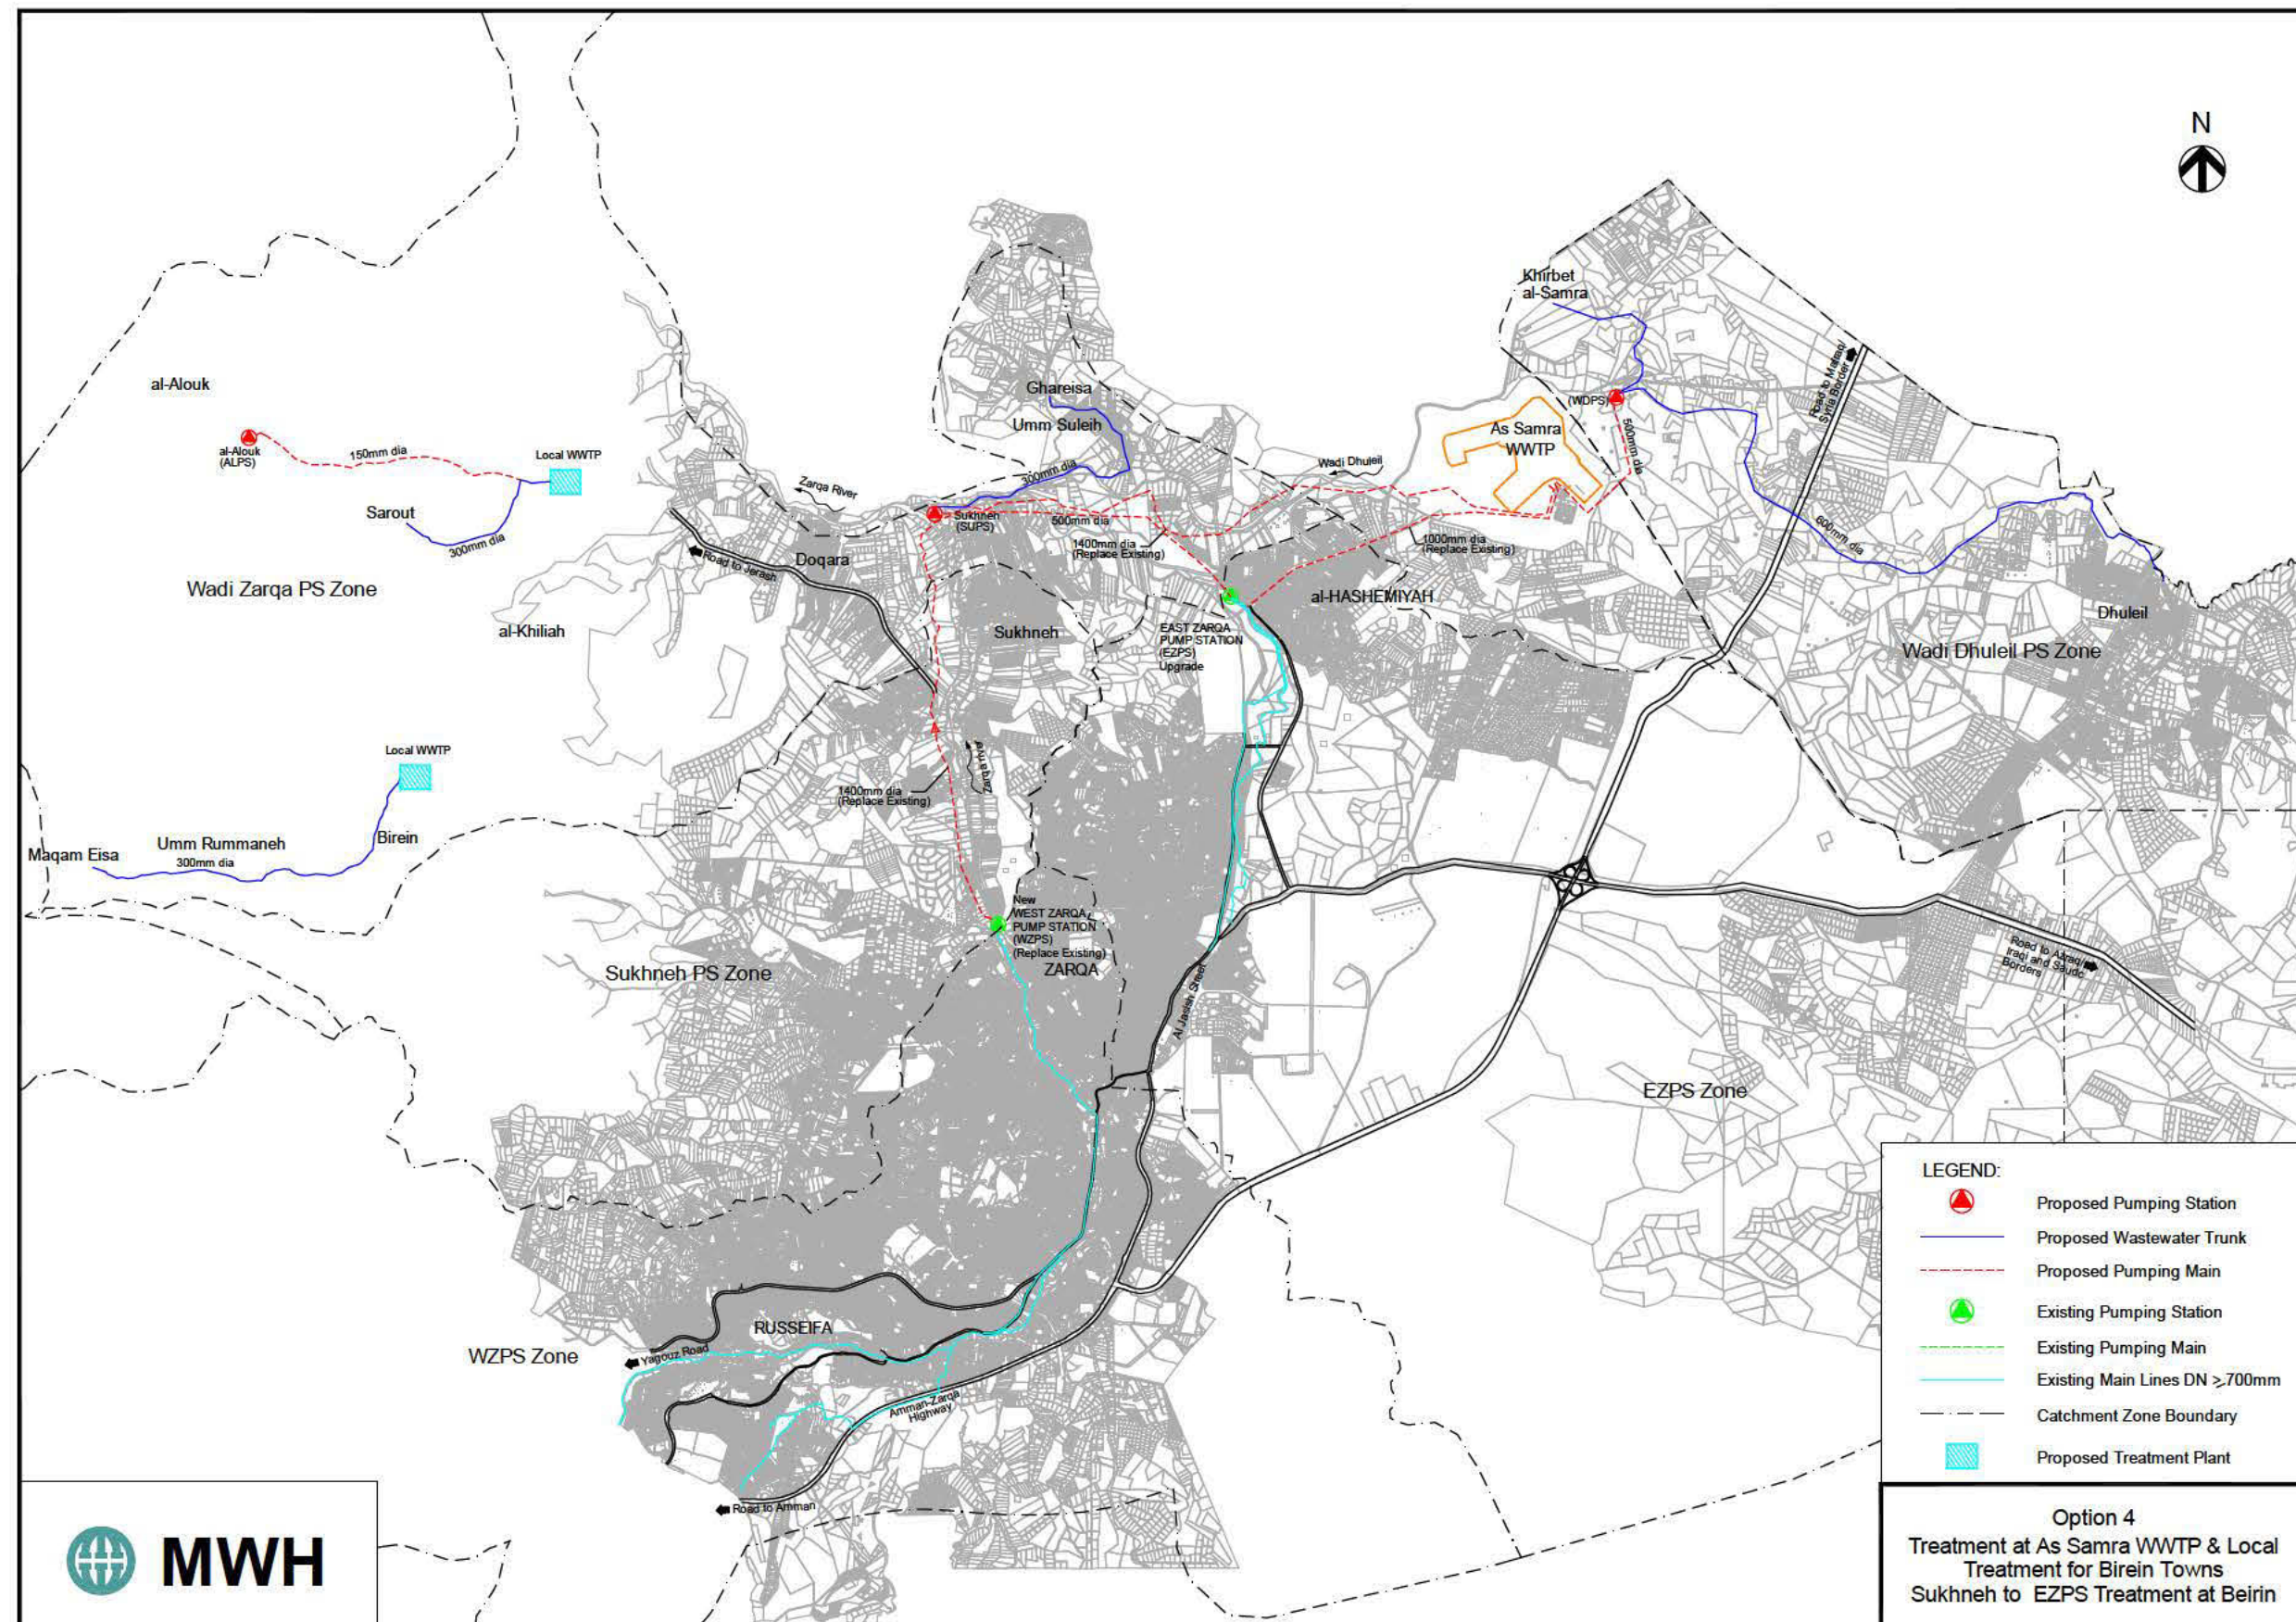 N
Khirbet
al-Samra
al-Alouk
Ghareisa
Umm Suleih
(WDPS)
Road to Mafraq/
Syria Border
al-Alouk
(ALPS)
150mm dia
Local WWTP
As Samra
WWTP
500mm dia
Wadi Dhuleil
300mm dia
Zarqa River
Sarout
300mm dia
Sukhneh
(SUPS)
500mm dia
1400mm dia
(Replace Existing)
1000mm dia
(Replace Existing)
600mm dia
Doqara
Road to Jerash
Wadi Zarqa PS Zone
al-HASHEMIYAH
Dhuleil
al-Khiliah
Sukhneh
EAST ZARQA
PUMP STATION
(EZPS)
Upgrade
Wadi Dhuleil PS Zone
Local WWTP
Zarqa river
1400mm dia
(Replace Existing)
Maqam Eisa
Umm Rummaneh
300mm dia
Birein
New
WEST ZARQA
PUMP STATION
(WZPS)
(Replace Existing)
ZARQA
Sukhneh PS Zone
Road to Azraq/
Iraqi and Saudi
Borders
Al Jaish Street
EZPS Zone
RUSSEIFA
WZPS Zone
Yagouz Road
Amman-Zarqa
Highway
Road to Amman
LEGEND:
Proposed Pumping Station
Proposed Wastewater Trunk
Proposed Pumping Main
Existing Pumping Station
Existing Pumping Main
Existing Main Lines DN ≥700mm
Catchment Zone Boundary
Proposed Treatment Plant
MWH
Option 4
Treatment at As Samra WWTP & Local
Treatment for Birein Towns
Sukhneh to EZPS Treatment at Beirin